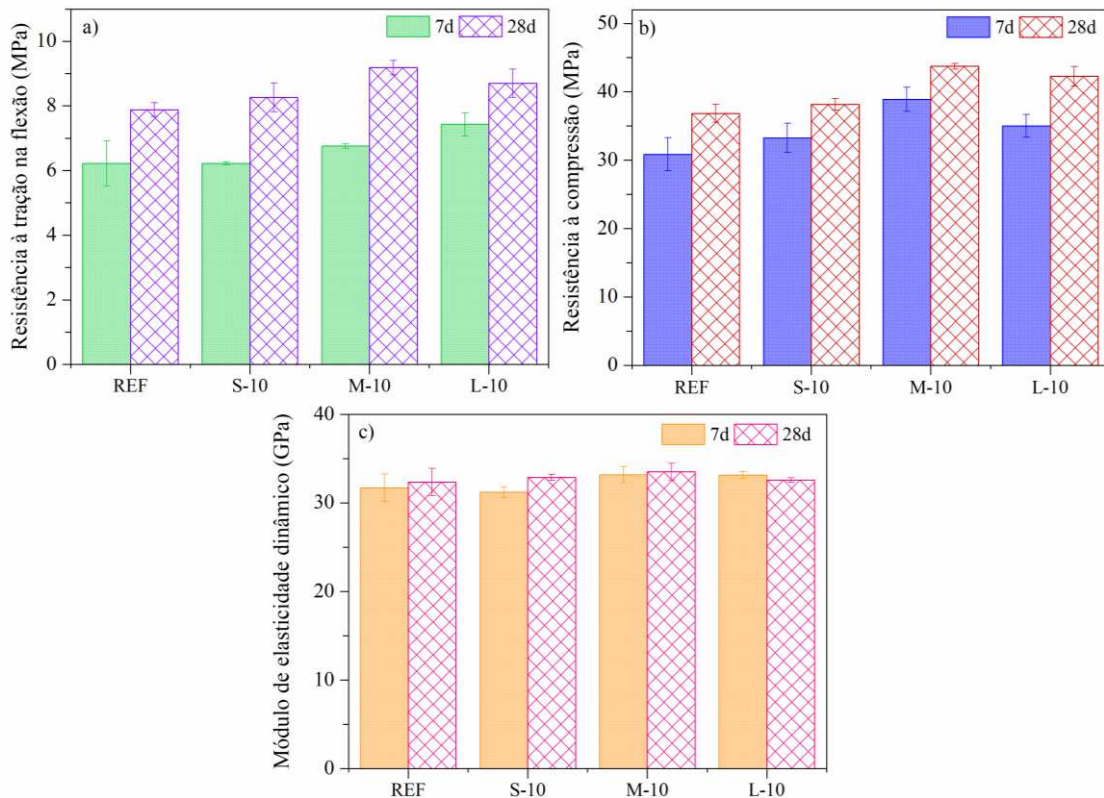 a)
7d 28d
Resistência à tração na flexão (MPa)
10
8
6
4
2
0
REF S-10 M-10 L-10
b)
7d 28d
Resistência à compressão (MPa)
50
40
30
20
10
0
REF S-10 M-10 L-10
c)
7d 28d
Módulo de elasticidade dinâmico (GPa)
40
30
20
10
0
REF S-10 M-10 L-10